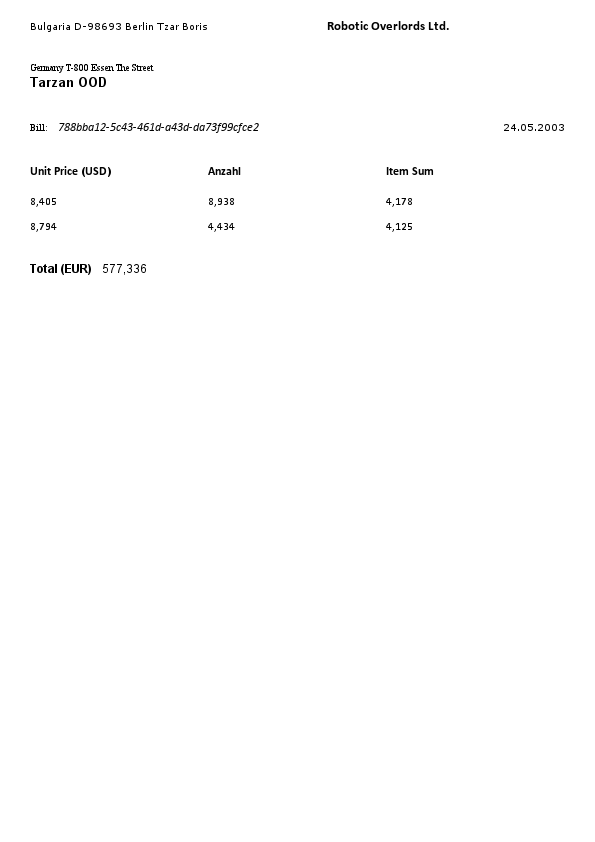 Bulgaria D-98693 Berlin Tzar Boris Robotic Overlords Ltd.
Germany T-800 Essen The Street
Tarzan OOD
Bill: 788bba12-5c43-461d-a43d-da73f99cfce2 24.05.2003
Unit Price (USD) Anzahl Item Sum
8,405 8,938 4,178
8,794 4,434 4,125
Total (EUR) 577,336